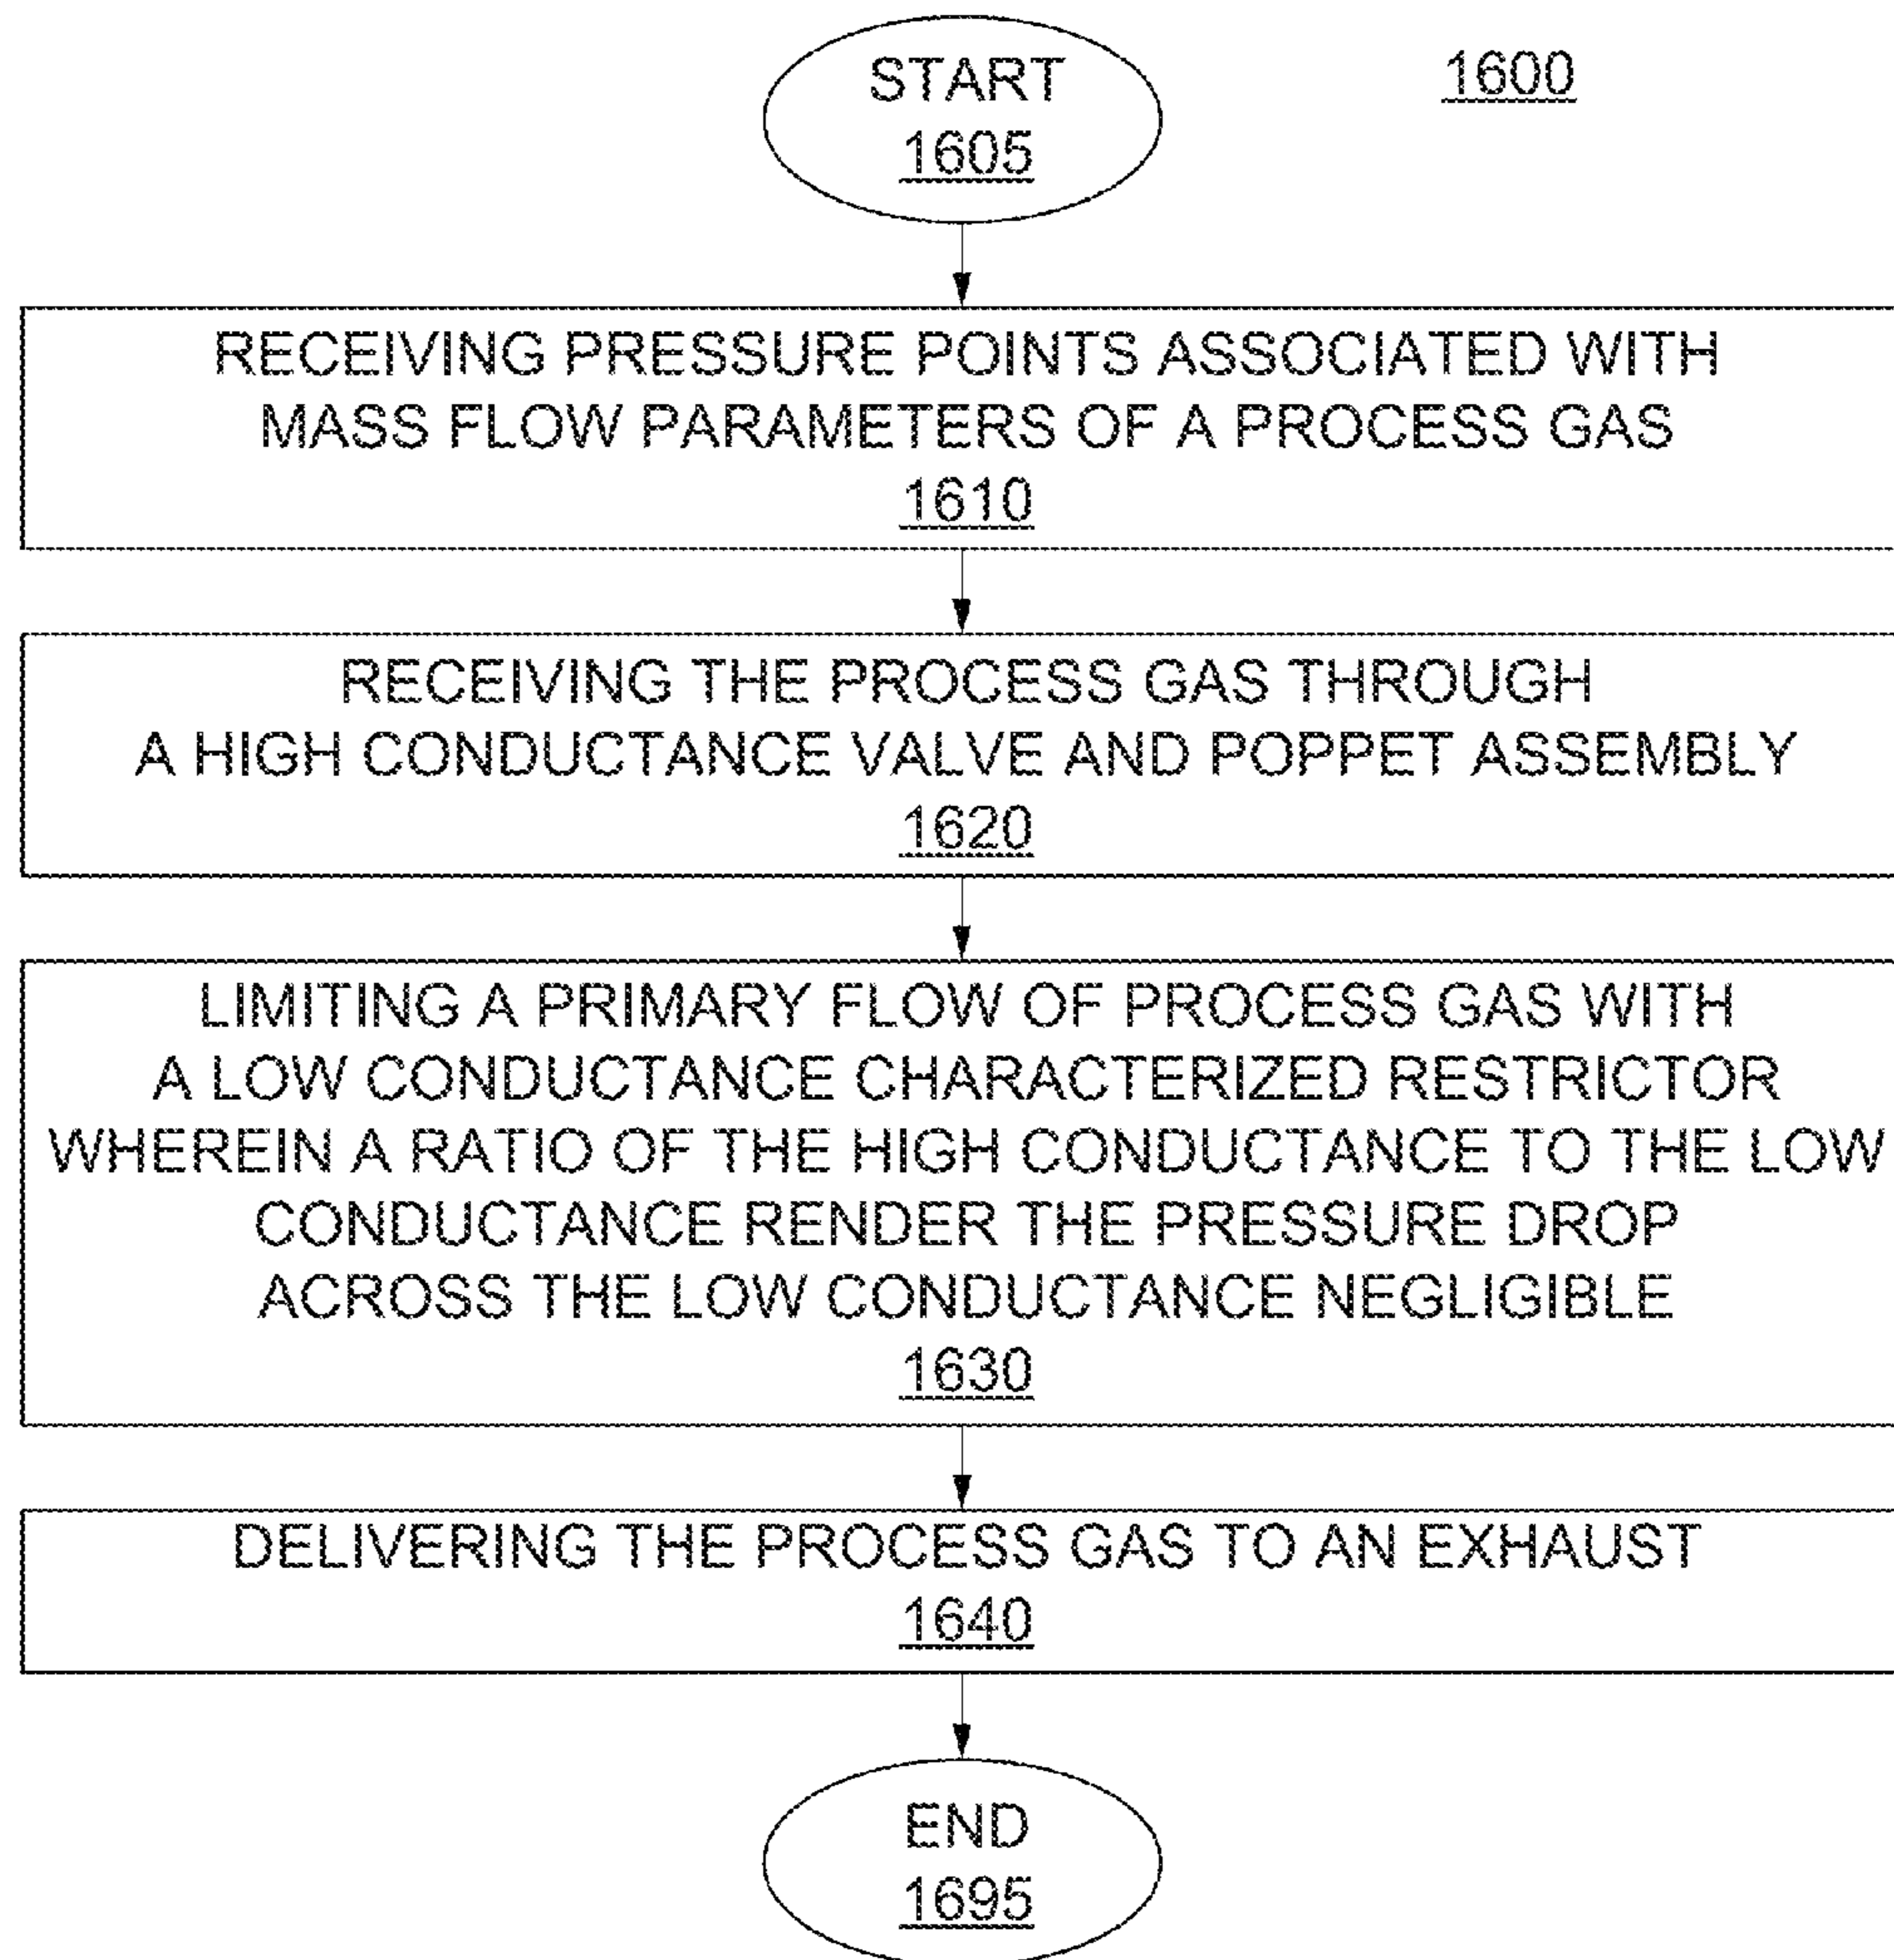 START
1605
1600
RECEIVING PRESSURE POINTS ASSOCIATED WITH
MASS FLOW PARAMETERS OF A PROCESS GAS
1610
RECEIVING THE PROCESS GAS THROUGH
A HIGH CONDUCTANCE VALVE AND POPPET ASSEMBLY
1620
LIMITING A PRIMARY FLOW OF PROCESS GAS WITH
A LOW CONDUCTANCE CHARACTERIZED RESTRICTOR
WHEREIN A RATIO OF THE HIGH CONDUCTANCE TO THE LOW
CONDUCTANCE RENDER THE PRESSURE DROP
ACROSS THE LOW CONDUCTANCE NEGLIGIBLE
1630
DELIVERING THE PROCESS GAS TO AN EXHAUST
1640
END
1695